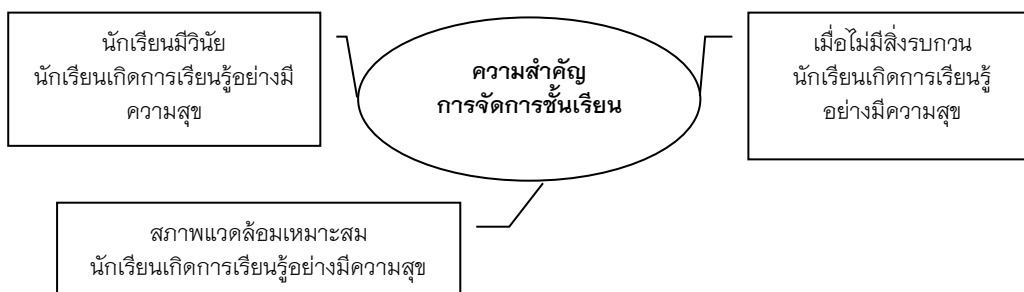 นักเรียนมีวินัย
นักเรียนเกิดการเรียนรู้อย่างมี
ความสุข
ความสำคัญ
การจัดการชั้นเรียน
เมื่อไม่มีสิ่งรบกวน
นักเรียนเกิดการเรียนรู้
อย่างมีความสุข
สภาพแวดล้อมเหมาะสม
นักเรียนเกิดการเรียนรู้อย่างมีความสุข